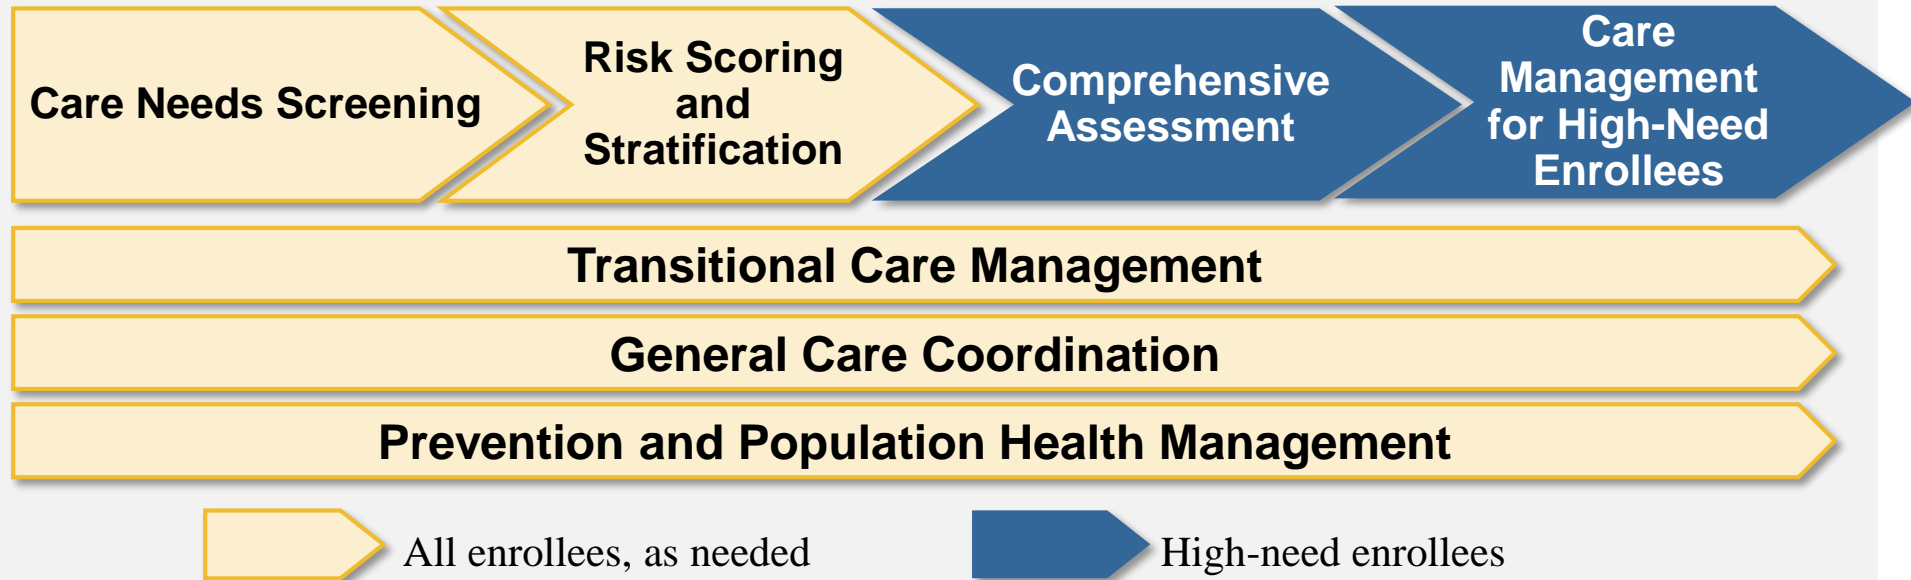 Care Needs Screening
Risk Scoring
and
Stratification
Comprehensive
Assessment
Care
Management
for High-Need
Enrollees
Transitional Care Management
General Care Coordination
Prevention and Population Health Management
All enrollees, as needed
High-need enrollees